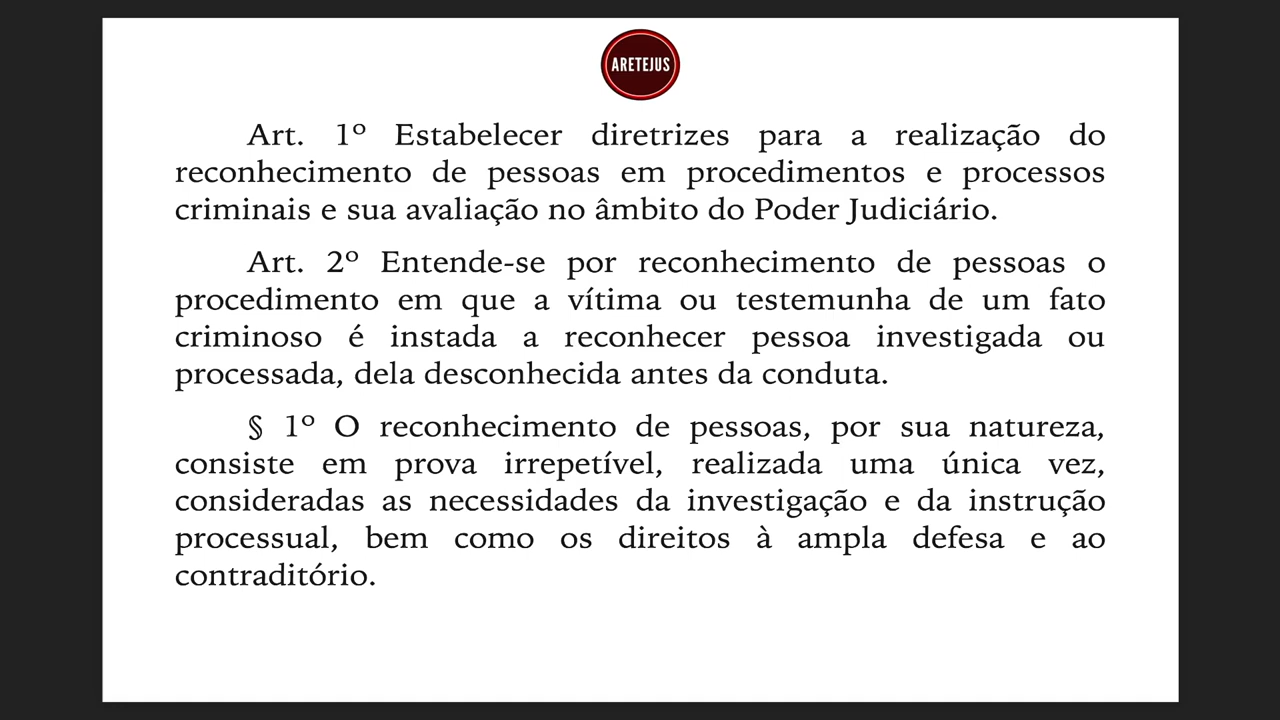 ARETEJUS
Art. 1º Estabelecer diretrizes para a realização do
reconhecimento de pessoas em procedimentos e processos
criminais e sua avaliação no âmbito do Poder Judiciário.
Art. 2º Entende-se por reconhecimento de pessoas o
procedimento em que a vítima ou testemunha de um fato
criminoso é instada a reconhecer pessoa investigada ou
processada, dela desconhecida antes da conduta.
§ 1º O reconhecimento de pessoas, por sua natureza,
consiste em prova irrepetível, realizada uma única vez,
consideradas as necessidades da investigação e da instrução
processual, bem como os direitos à ampla defesa e ao
contraditório.